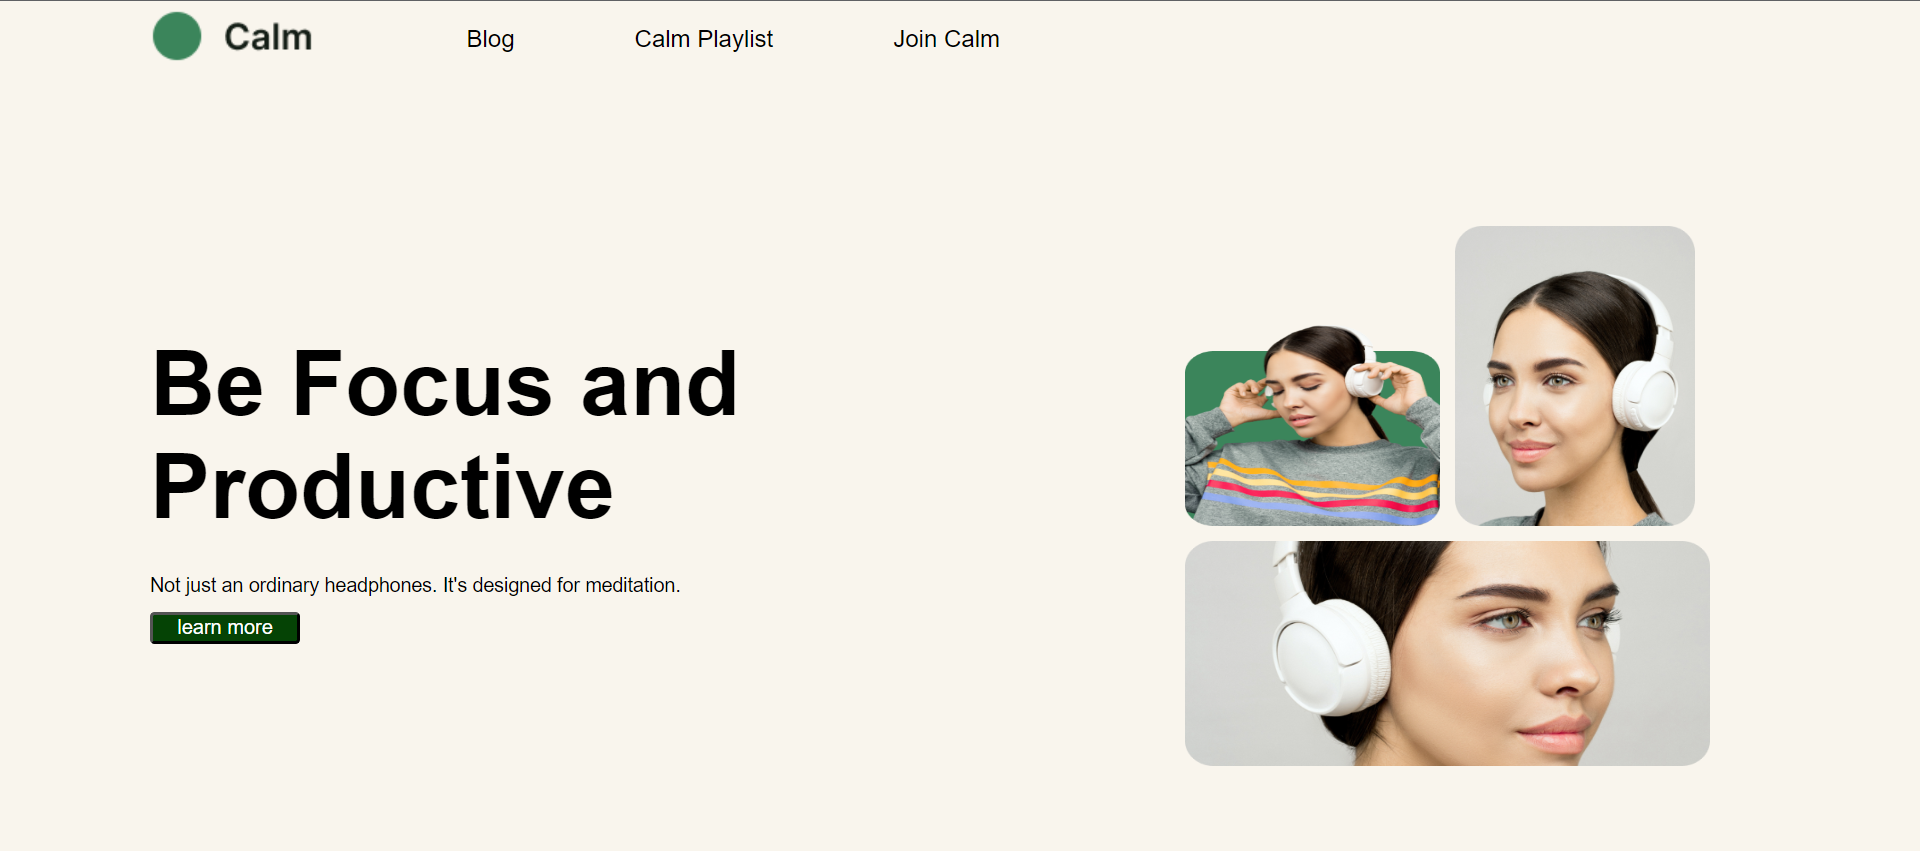 Calm
Blog
Calm Playlist
Join Calm
Be Focus and
Productive
Not just an ordinary headphones. It's designed for meditation.
learn more